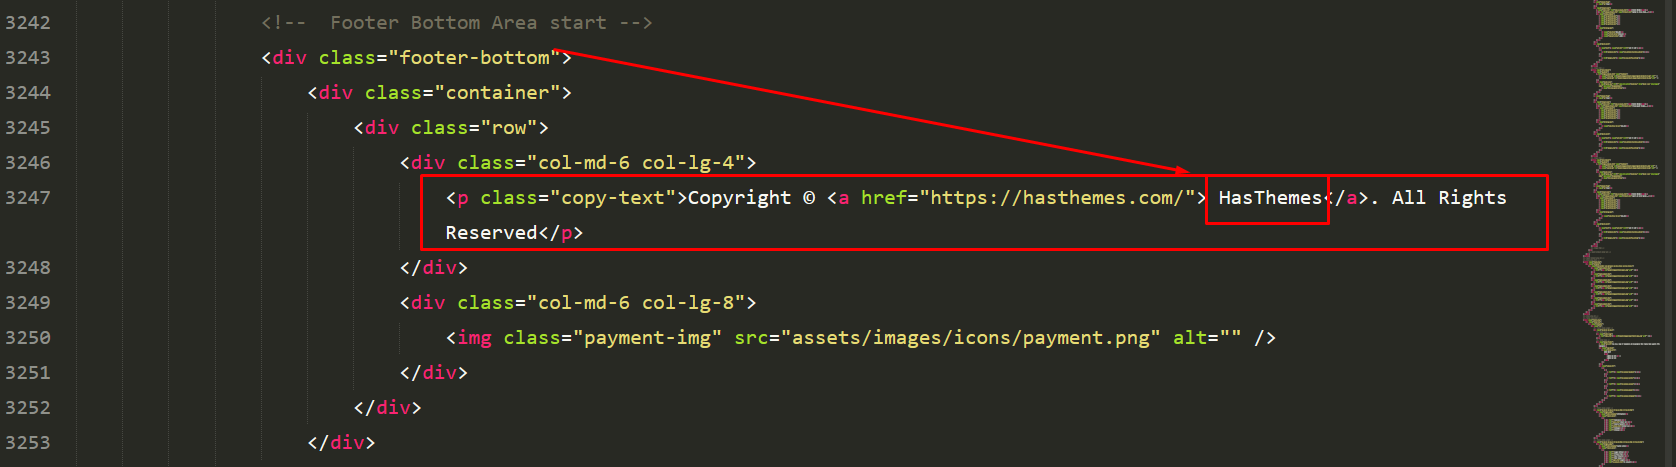 3242 <!--  Footer Bottom Area start -->
3243 <div class="footer-bottom">
3244 <div class="container">
3245 <div class="row">
3246 <div class="col-md-6 col-lg-4">
3247 <p class="copy-text">Copyright © <a href="https://hasthemes.com/"> HasThemes</a>. All Rights
Reserved</p>
3248 </div>
3249 <div class="col-md-6 col-lg-8">
3250 <img class="payment-img" src="assets/images/icons/payment.png" alt="" />
3251 </div>
3252 </div>
3253 </div>